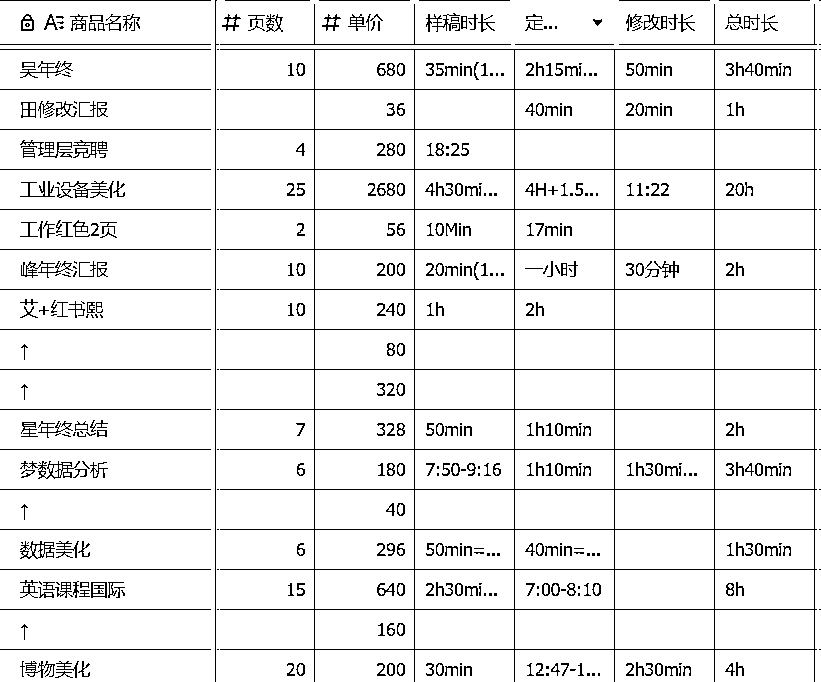 商品名称 # 页数 # 单价 样稿时长 定... 修改时长 总时长
吴年终 10 680 35min(1... 2h15mi... 50min 3h40min
田修改汇报 36 40min 20min 1h
管理层竞聘 4 280 18:25
工业设备美化 25 2680 4h30mi... 4H+1.5... 11:22 20h
工作红色2页 2 56 10Min 17min
峰年终汇报 10 200 20min(1... 一小时 30分钟 2h
艾+红书熙 10 240 1h 2h
↑ 80
↑ 320
星年终总结 7 328 50min 1h10min 2h
梦数据分析 6 180 7:50-9:16 1h10min 1h30mi... 3h40min
↑ 40
数据美化 6 296 50min=... 40min=... 1h30min
英语课程国际 15 640 2h30mi... 7:00-8:10 8h
↑ 160
博物美化 20 200 30min 12:47-1... 2h30min 4h